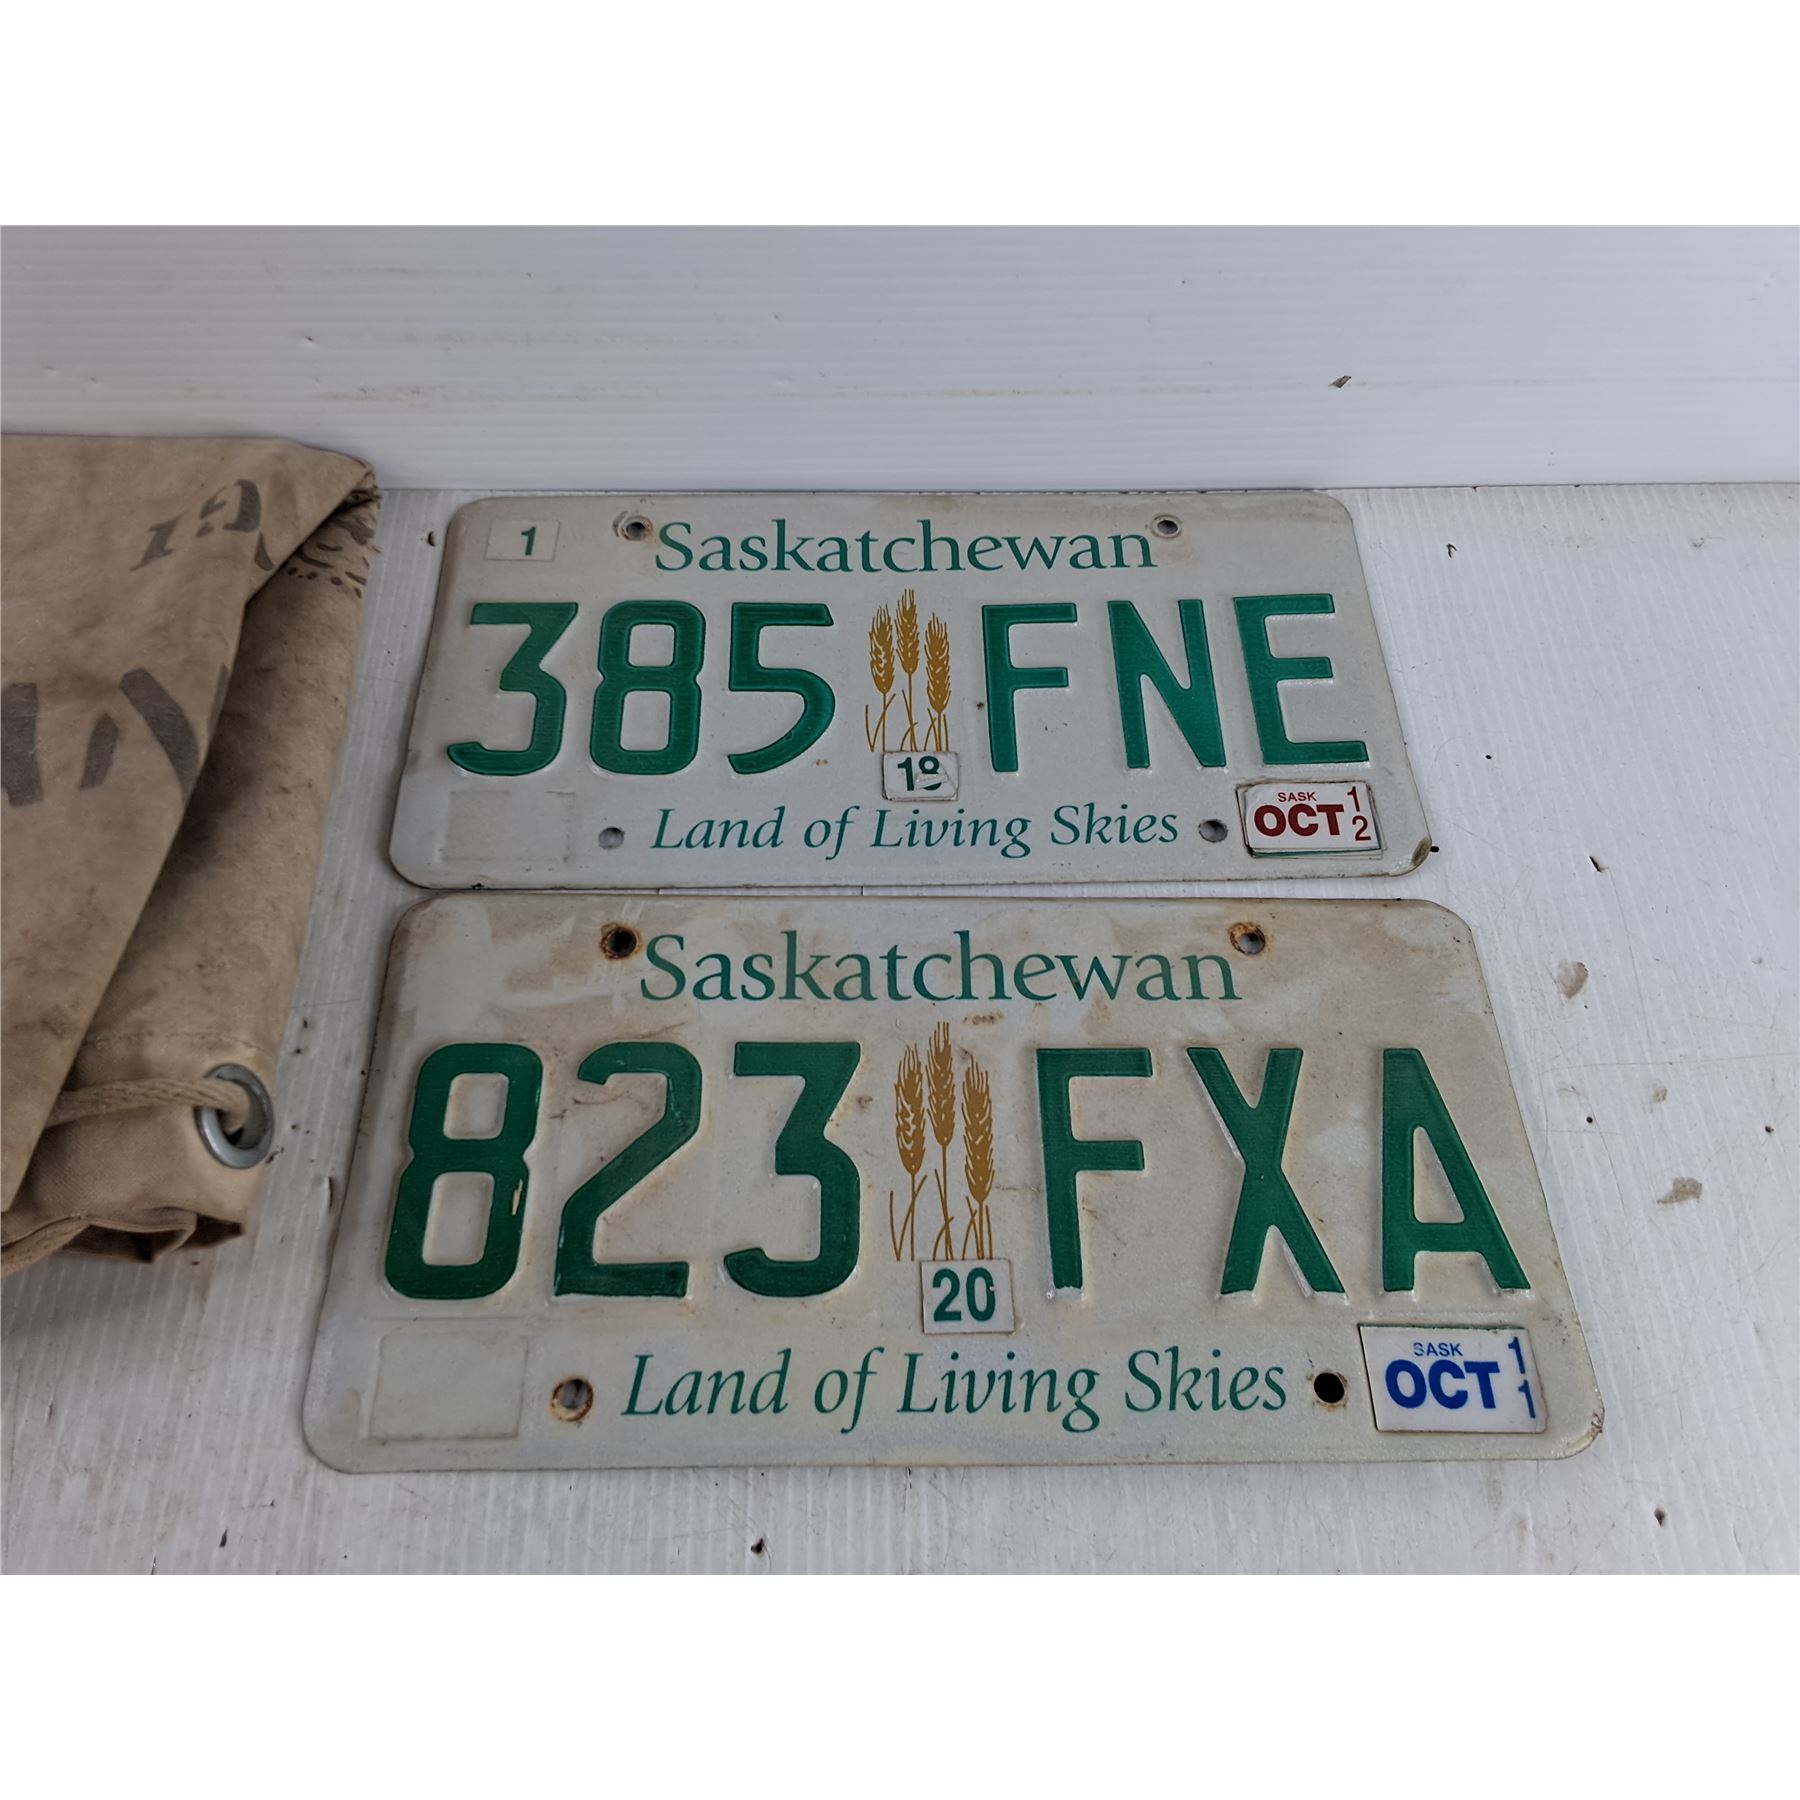 1
Saskatchewan
385 FNE
18
Land of Living Skies
SASK
OCT 12
Saskatchewan
823 FXA
20
Land of Living Skies
SASK
OCT 11